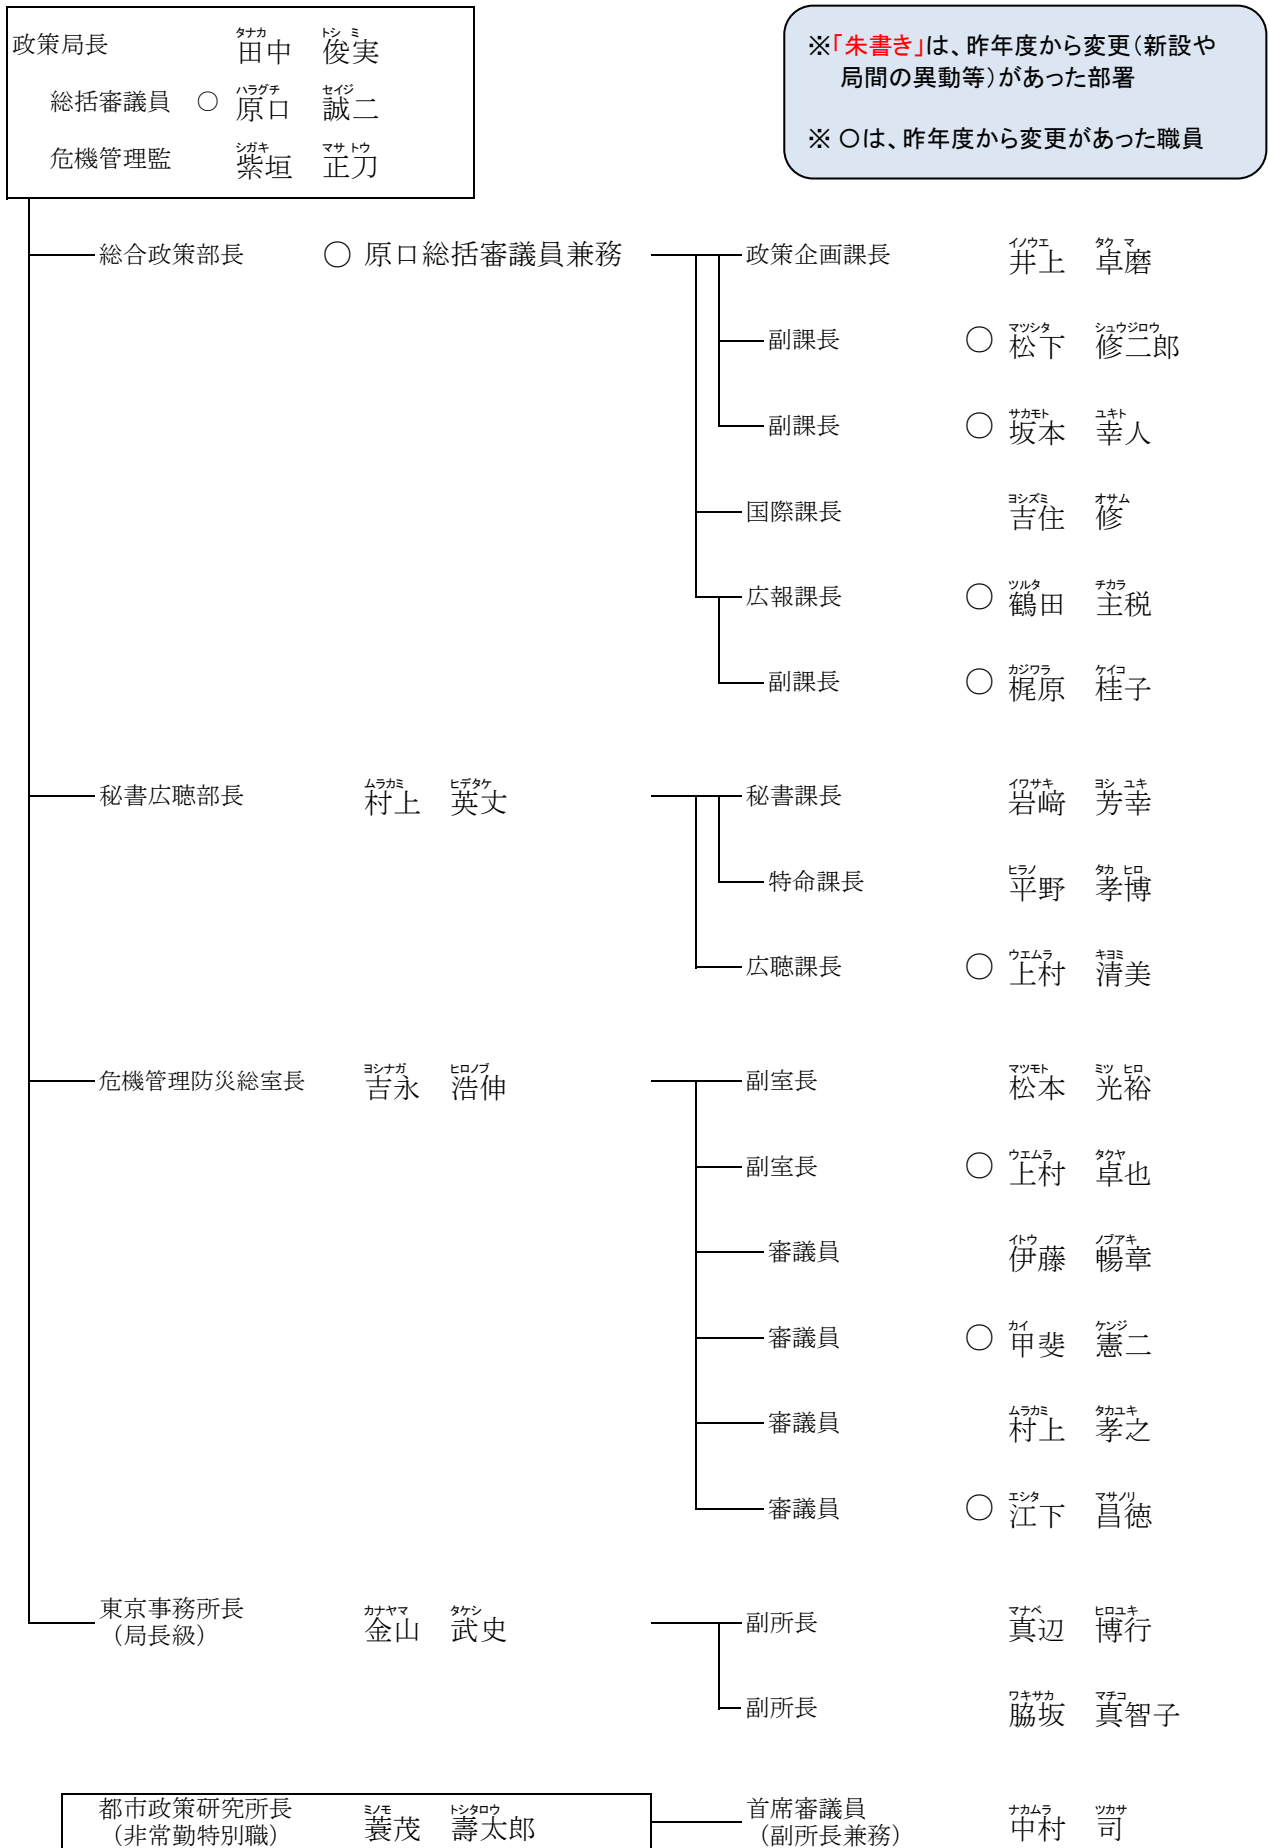 政策局長　田中　俊実
タナカ　トシ　ミ
総括審議員　○　原口　誠二
ハラグチ　セイジ
危機管理監　紫垣　正刀
シガキ　マサ　トウ
※「朱書き」は、昨年度から変更（新設や
局間の異動等）があった部署
※ ○は、昨年度から変更があった職員
総合政策部長　○ 原口総括審議員兼務
政策企画課長　井上　卓磨
イノウエ　タク　マ
副課長　○　松下　修二郎
マツシタ　シュウジロウ
副課長　○　坂本　幸人
サカモト　ユキト
国際課長　吉住　修
ヨシズミ　オサム
広報課長　○　鶴田　主税
ツルタ　チカラ
副課長　○　梶原　桂子
カジワラ　ケイコ
秘書広聴部長　村上　英丈
ムラカミ　ヒデタケ
秘書課長　岩﨑　芳幸
イワサキ　ヨシ　ユキ
特命課長　平野　孝博
ヒラノ　タカ　ヒロ
広聴課長　○　上村　清美
ウエムラ　キヨミ
危機管理防災総室長　吉永　浩伸
ヨシナガ　ヒロノブ
副室長　松本　光裕
マツモト　ミツ　ヒロ
副室長　○　上村　卓也
ウエムラ　タクヤ
審議員　伊藤　暢章
イトウ　ノブアキ
審議員　○　甲斐　憲二
カイ　ケンジ
審議員　村上　孝之
ムラカミ　タカユキ
審議員　○　江下　昌徳
エシタ　マサノリ
東京事務所長　金山　武史
カナヤマ　タケシ
（局長級）
副所長　真辺　博行
マナベ　ヒロユキ
副所長　脇坂　真智子
ワキサカ　マチコ
都市政策研究所長　蓑茂　壽太郎
ミノモ　トシタロウ
（非常勤特別職）
首席審議員　中村　司
ナカムラ　ツカサ
（副所長兼務）